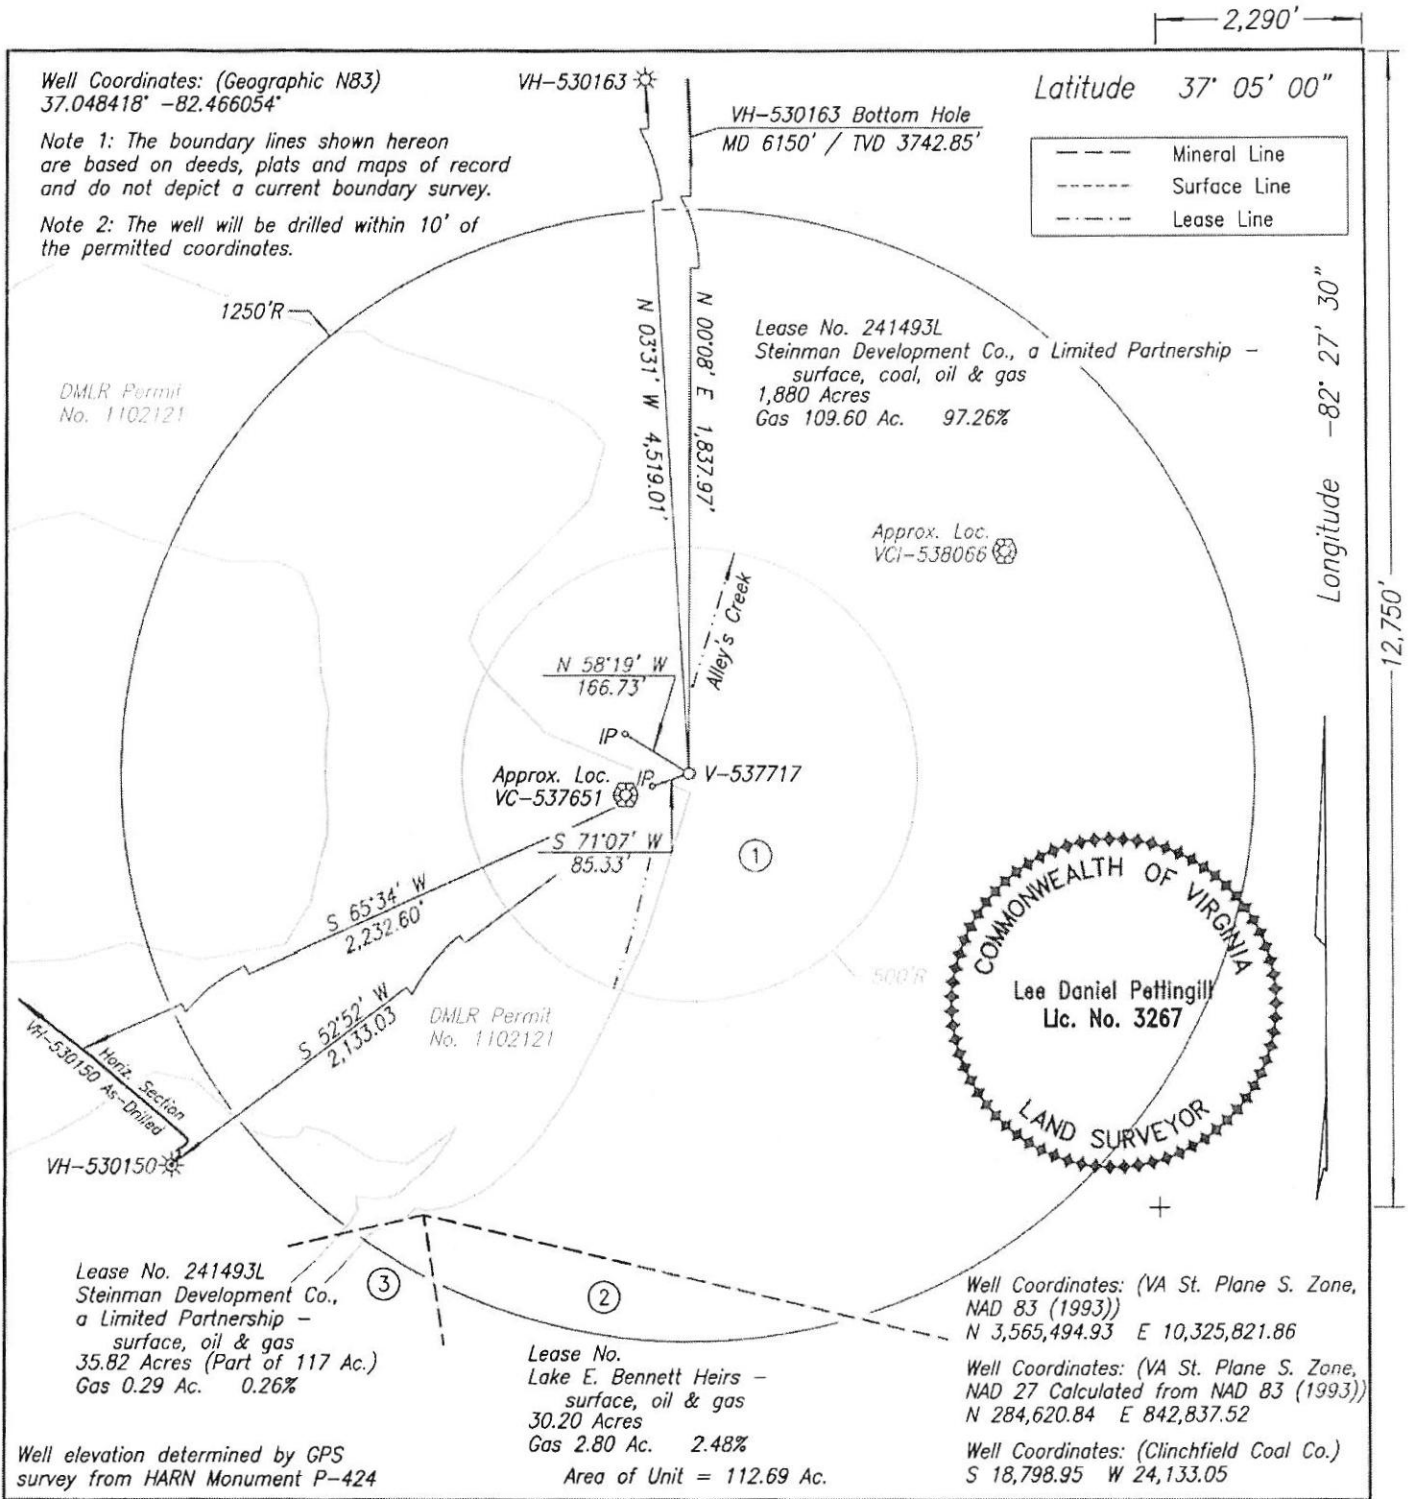 2,290'
Well Coordinates: (Geographic N83)
37.048418° -82.466054°
Note 1: The boundary lines shown hereon
are based on deeds, plats and maps of record
and do not depict a current boundary survey.
Note 2: The well will be drilled within 10' of
the permitted coordinates.
VH-530163
VH-530163 Bottom Hole
MD 6150' / TVD 3742.85'
Latitude 37° 05' 00"
Mineral Line
Surface Line
Lease Line
1250'R
DMLR Permit
No. 1102121
N 03°31' W 4,519.01'
N 00°08' E 1,837.97'
Lease No. 241493L
Steinman Development Co., a Limited Partnership -
surface, coal, oil & gas
1,880 Acres
Gas 109.60 Ac. 97.26%
Longitude -82° 27' 30"
12,750'
Approx. Loc.
VCI-538066
Alley's Creek
N 58°19' W
166.73'
IP
V-537717
Approx. Loc.
VC-537651
IP
S 71°07' W
85.33'
1
S 65°34' W
2,232.60'
S 52°52' W
2,133.03
DMLR Permit
No. 1102121
500'R
COMMONWEALTH OF VIRGINIA
Lee Daniel Pettingill
Lic. No. 3267
LAND SURVEYOR
Horiz. Section
VH-530150 As-Drilled
VH-530150
3
2
Lease No. 241493L
Steinman Development Co.,
a Limited Partnership -
surface, oil & gas
35.82 Acres (Part of 117 Ac.)
Gas 0.29 Ac. 0.26%
Lease No.
Lake E. Bennett Heirs -
surface, oil & gas
30.20 Acres
Gas 2.80 Ac. 2.48%
Area of Unit = 112.69 Ac.
Well Coordinates: (VA St. Plane S. Zone,
NAD 83 (1993))
N 3,565,494.93 E 10,325,821.86
Well Coordinates: (VA St. Plane S. Zone,
NAD 27 Calculated from NAD 83 (1993))
N 284,620.84 E 842,837.52
Well Coordinates: (Clinchfield Coal Co.)
S 18,798.95 W 24,133.05
Well elevation determined by GPS
survey from HARN Monument P-424